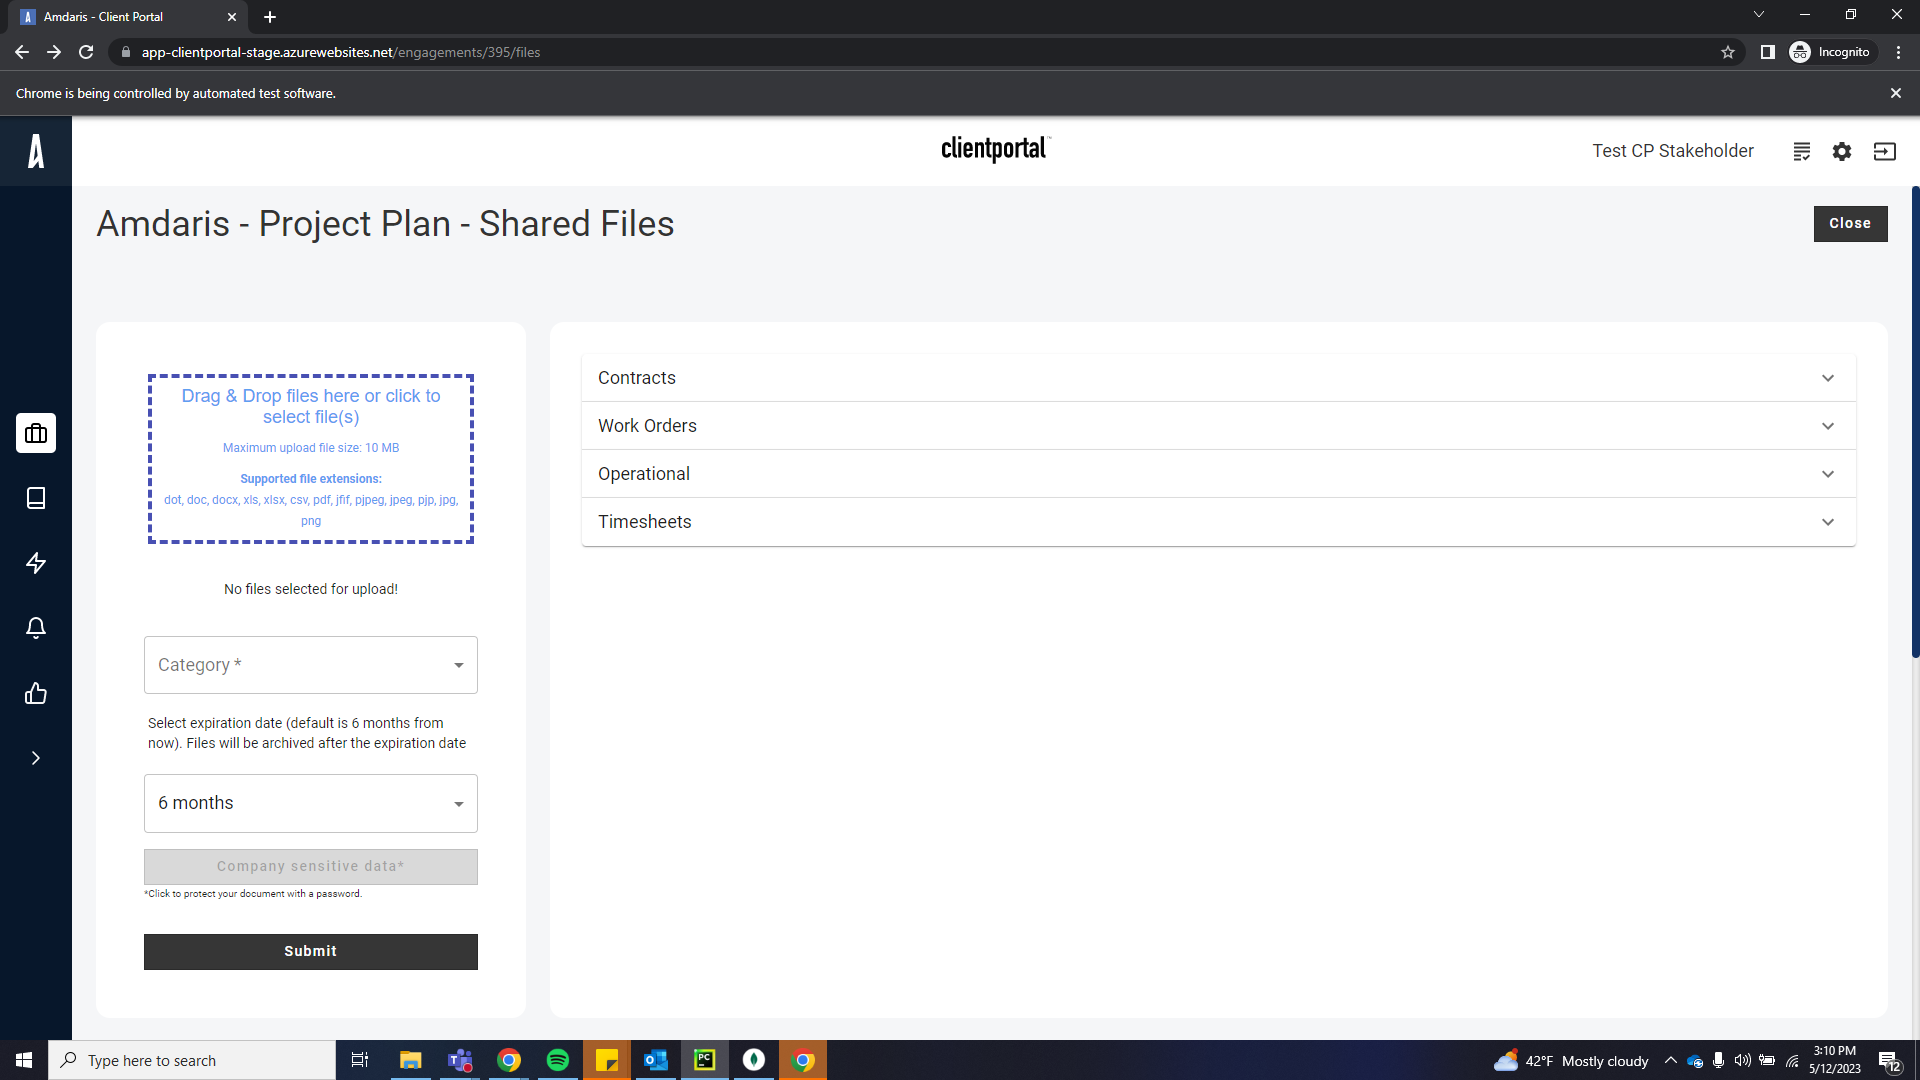 Amdaris - Client Portal
app-clientportal-stage.azurewebsites.net/engagements/395/files
Incognito
Chrome is being controlled by automated test software.
clientportal™
Test CP Stakeholder
Amdaris - Project Plan - Shared Files
Close
Drag & Drop files here or click to
select file(s)
Maximum upload file size: 10 MB
Supported file extensions:
dot, doc, docx, xls, xlsx, csv, pdf, jfif, pjpeg, jpeg, pjp, jpg,
png
No files selected for upload!
Category *
Select expiration date (default is 6 months from
now). Files will be archived after the expiration date
6 months
Company sensitive data*
*Click to protect your document with a password.
Submit
Contracts
Work Orders
Operational
Timesheets
Type here to search
PC
42°F Mostly cloudy
3:10 PM
5/12/2023
12